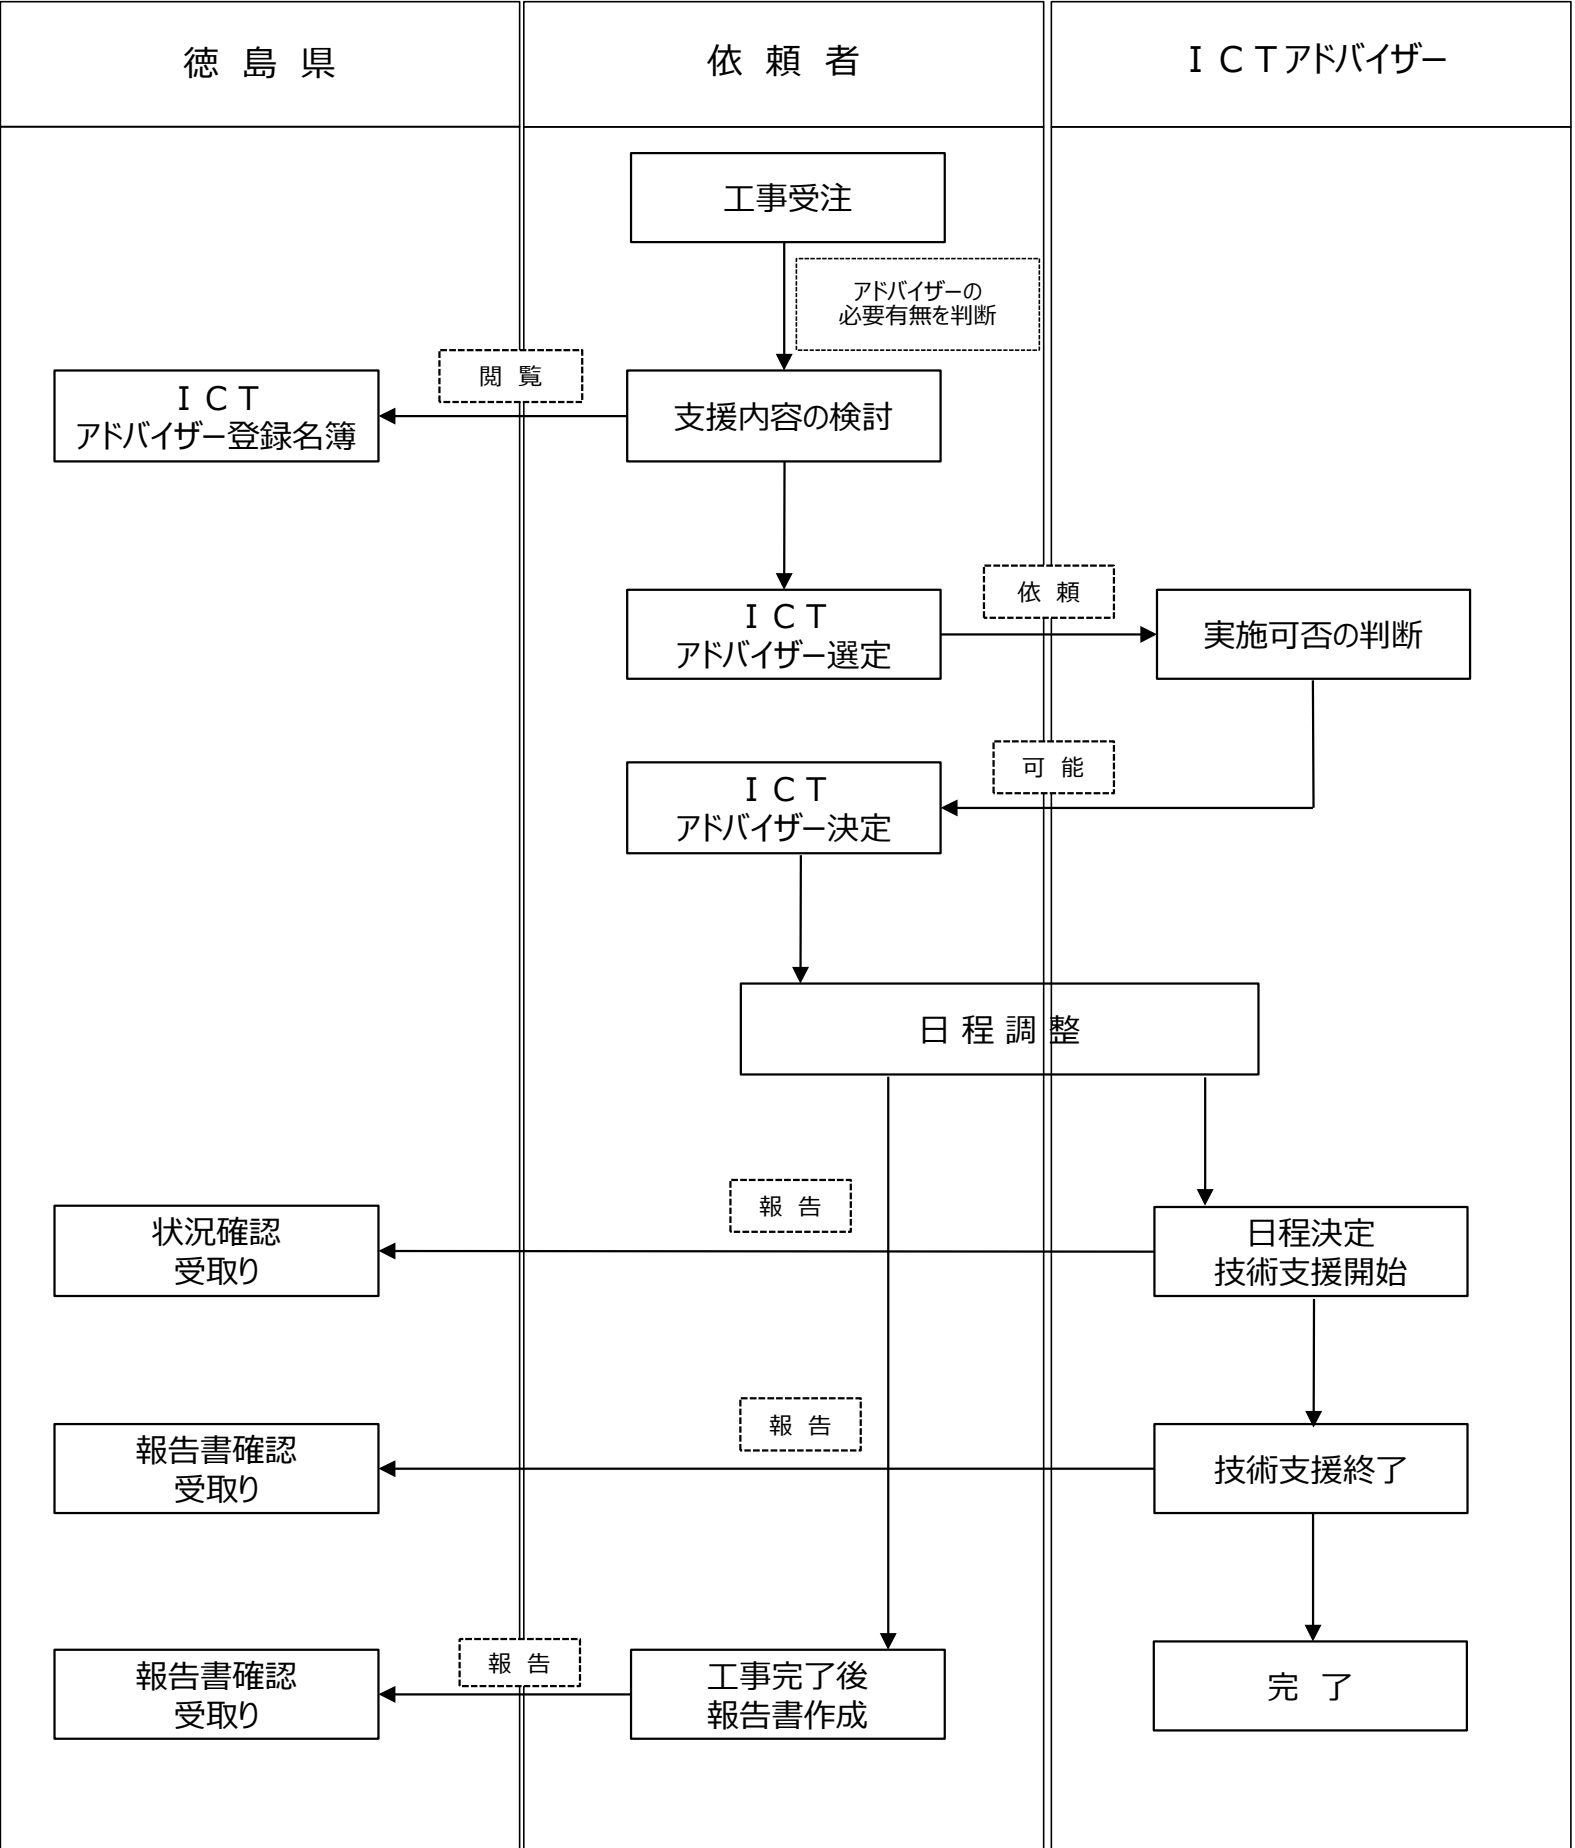 徳 島 県
依 頼 者
ＩＣＴアドバイザー
工事受注
アドバイザーの
必要有無を判断
閲 覧
ＩＣＴ
アドバイザー登録名簿
支援内容の検討
依 頼
ＩＣＴ
アドバイザー選定
実施可否の判断
可 能
ＩＣＴ
アドバイザー決定
日 程 調 整
報 告
状況確認
受取り
日程決定
技術支援開始
報 告
報告書確認
受取り
技術支援終了
報 告
報告書確認
受取り
工事完了後
報告書作成
完 了